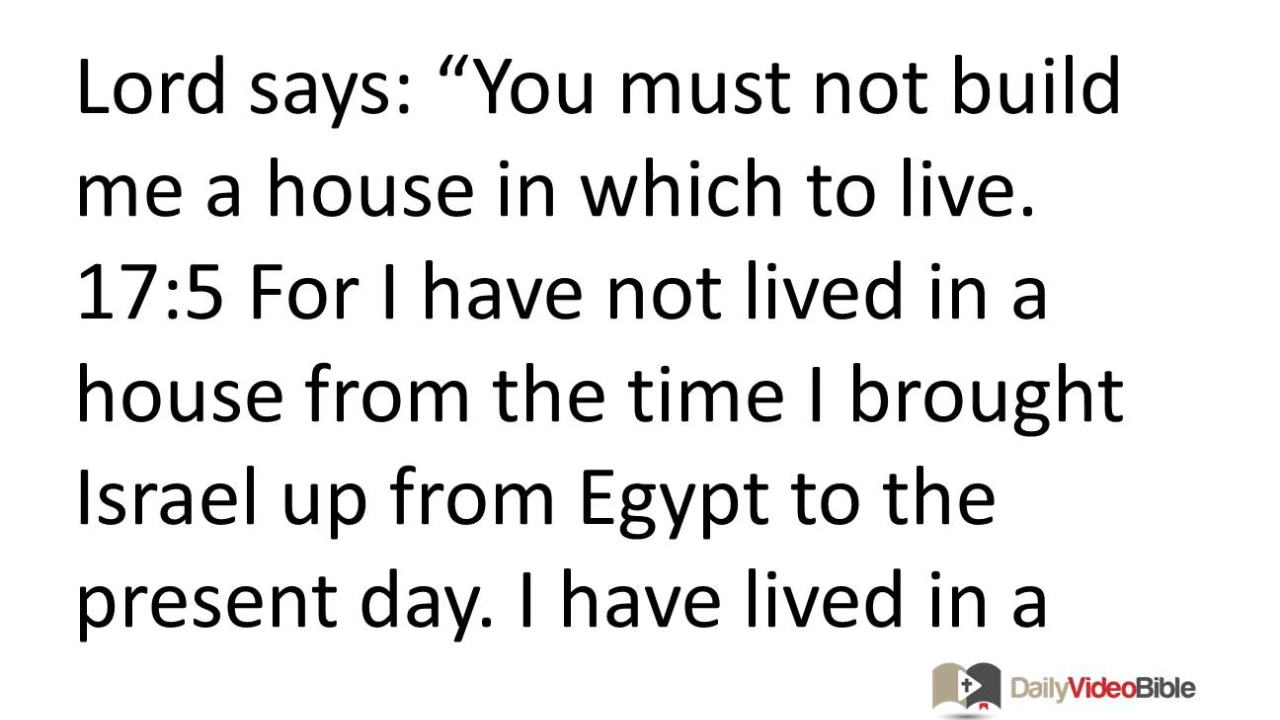 Lord says: “You must not build
me a house in which to live.
17:5 For I have not lived in a
house from the time I brought
Israel up from Egypt to the
present day. I have lived in a
DailyVideoBible